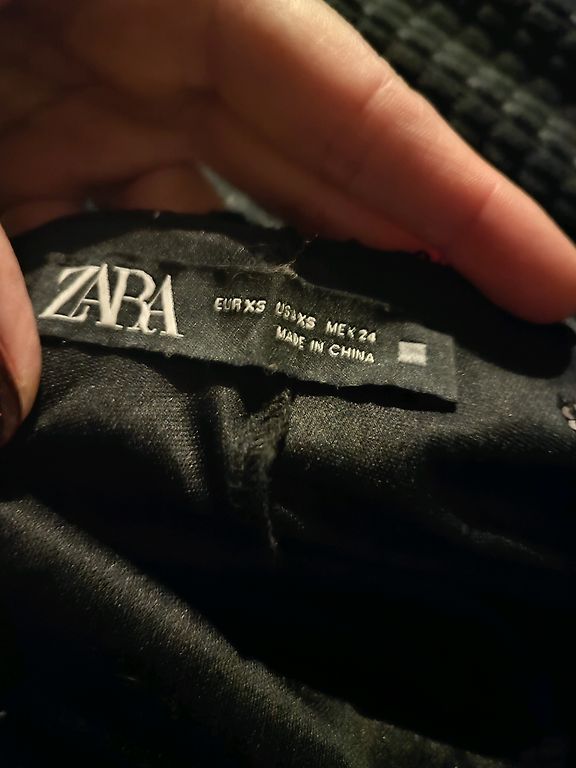 ZARA
EUR XS USA XS MEX 24
MADE IN CHINA